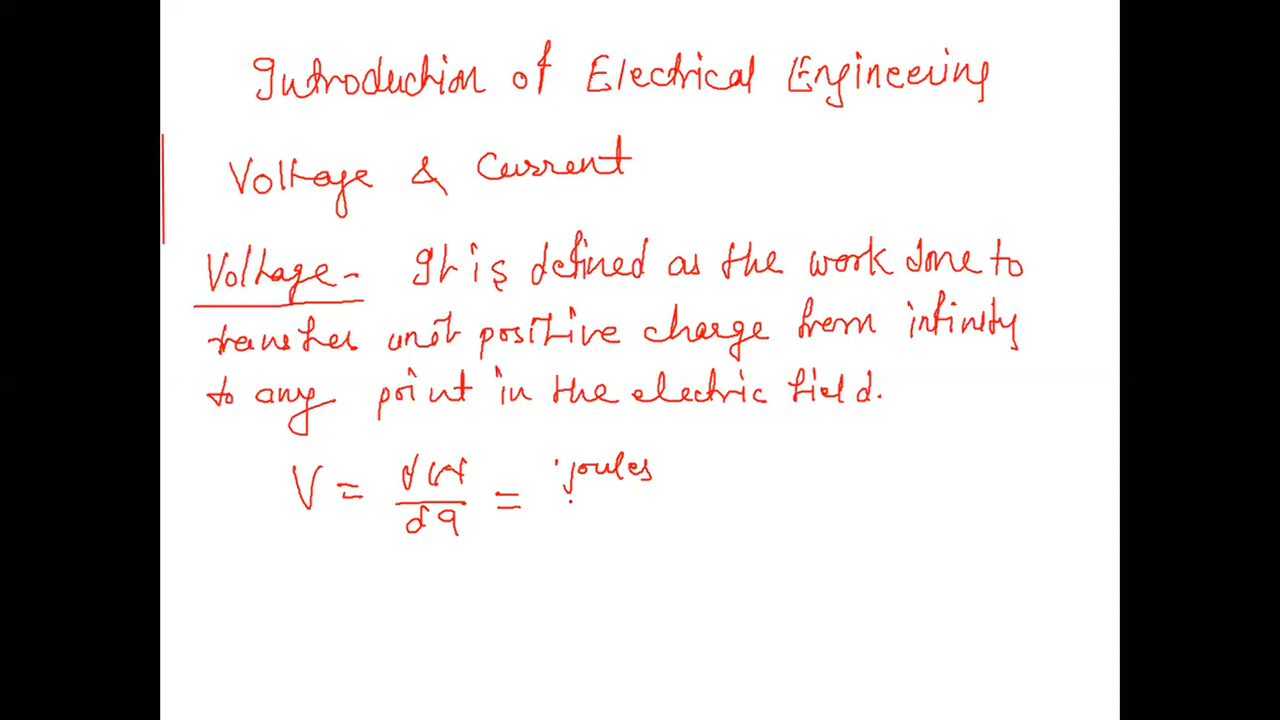 Introduction of Electrical Engineering
Voltage & Current
Voltage - It is defined as the work done to
transfer unit positive charge from infinity
to any point in the electric field.
V = dw/dq = joules